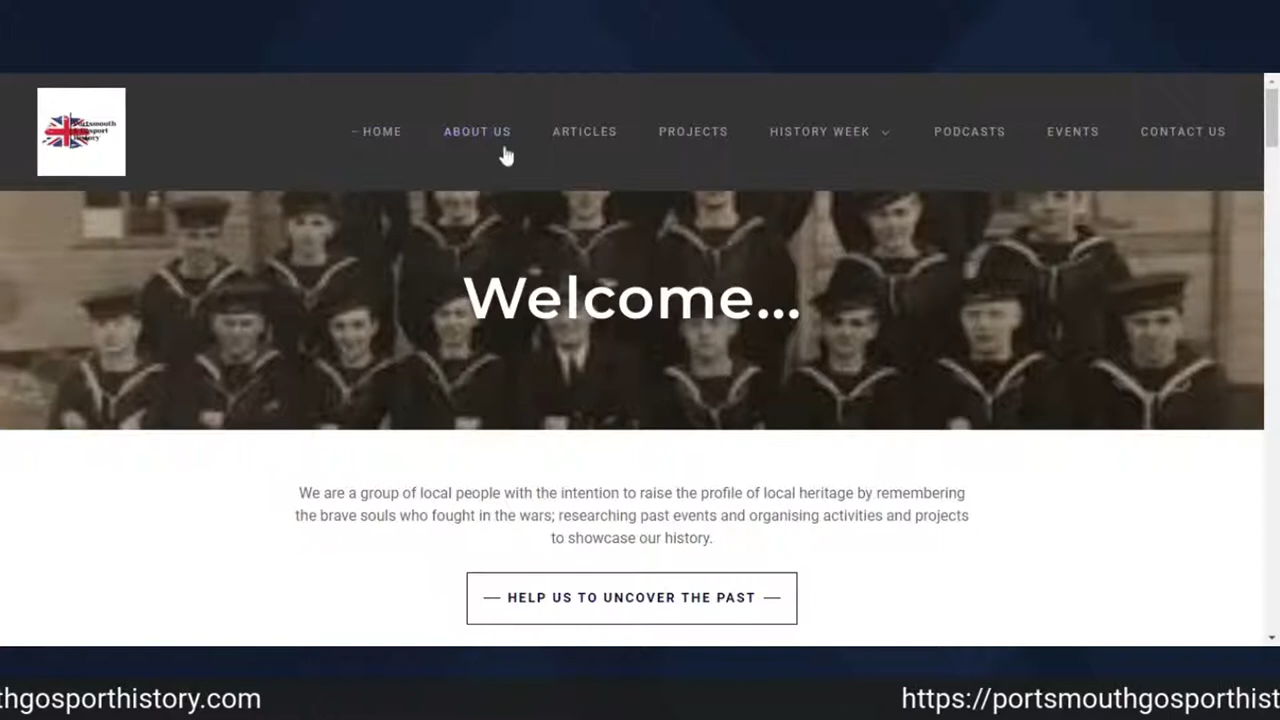 Portsmouth
& Gosport
History
HOME ABOUT US ARTICLES PROJECTS HISTORY WEEK PODCASTS EVENTS CONTACT US
Welcome...
We are a group of local people with the intention to raise the profile of local heritage by remembering
the brave souls who fought in the wars; researching past events and organising activities and projects
to showcase our history.
HELP US TO UNCOVER THE PAST
thgosporthistory.com https://portsmouthgosporthist